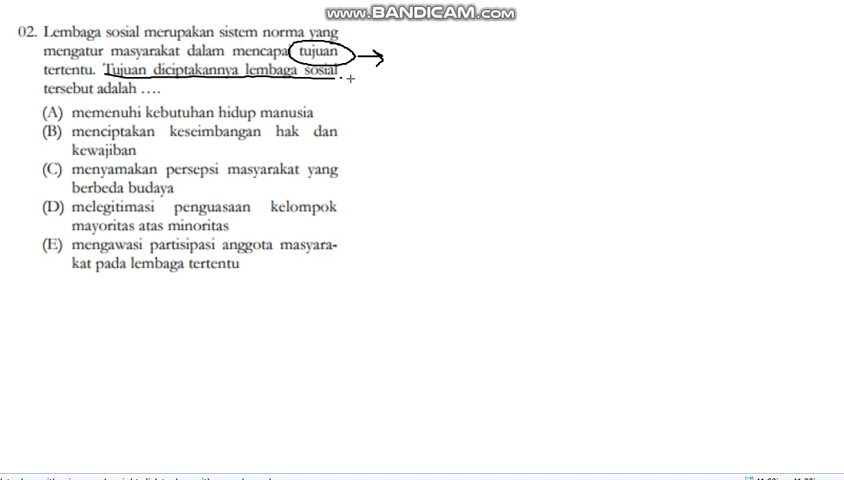 www.BANDICAM.com
02. Lembaga sosial merupakan sistem norma yang
mengatur masyarakat dalam mencapai tujuan
tertentu. Tujuan diciptakannya lembaga sosial
tersebut adalah ....
(A) memenuhi kebutuhan hidup manusia
(B) menciptakan keseimbangan hak dan
kewajiban
(C) menyamakan persepsi masyarakat yang
berbeda budaya
(D) melegitimasi penguasaan kelompok
mayoritas atas minoritas
(E) mengawasi partisipasi anggota masyara-
kat pada lembaga tertentu